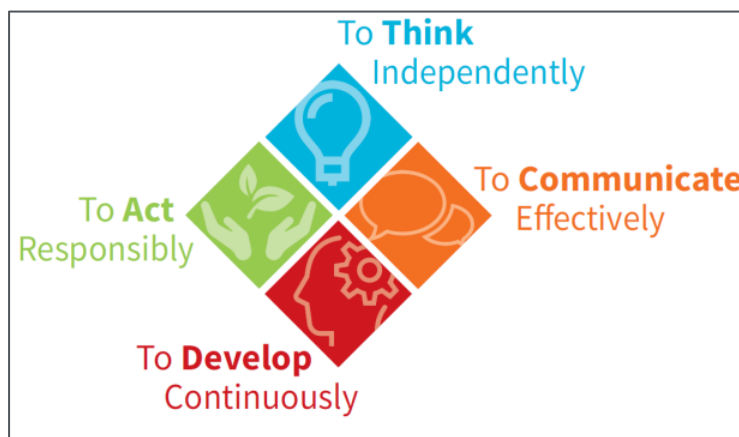 To Think
Independently
To Communicate
Effectively
To Act
Responsibly
To Develop
Continuously